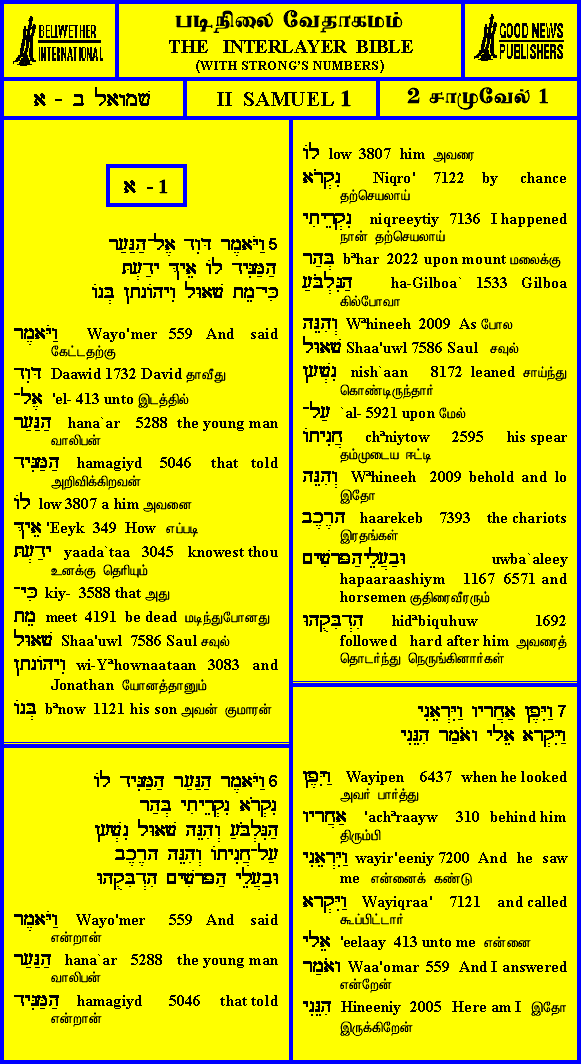 BELLWETHER
INTERNATIONAL
படிநிலை வேதாகமம்
THE INTERLAYER BIBLE
(WITH STRONG'S NUMBERS)
GOOD NEWS
PUBLISHERS
שמואל ב - א
II SAMUEL 1
2 சாமுவேல் 1
א - 1
5 וַיֹּאמֶר דָּוִד אֶל־הַנַּעַר
הַמַּגִּיד לוֹ אֵיךְ יָדַעְתָּ
כִּי־מֵת שָׁאוּל וִיהוֹנָתָן בְּנוֹ
וַיֹּאמֶר Wayo'mer 559 And said
கேட்டதற்கு
דָּוִד Daawid 1732 David தாவீது
אֶל־ 'el- 413 unto இடத்தில்
הַנַּעַר hana`ar 5288 the young man
வாலிபன்
הַמַּגִּיד hamagiyd 5046 that told
அறிவிக்கிறவன்
לוֹ low 3807 a him அவனை
אֵיךְ 'Eeyk 349 How எப்படி
יָדַעְתָּ yaada`taa 3045 knowest thou
உனக்கு தெரியும்
כִּי־ kiy- 3588 that அது
מֵת meet 4191 be dead மடிந்துபோனது
שָׁאוּל Shaa'uwl 7586 Saul சவுல்
וִיהוֹנָתָן wi-Yᵃhownaataan 3083 and
Jonathan யோனத்தானும்
בְּנוֹ bᵃnow 1121 his son அவன் குமாரன்
6 וַיֹּאמֶר הַנַּעַר הַמַּגִּיד לוֹ
נִקְרֹא נִקְרֵיתִי בְּהַר
הַגִּלְבֹּעַ וְהִנֵּה שָׁאוּל נִשְׁעָן
עַל־חֲנִיתוֹ וְהִנֵּה הָרֶכֶב
וּבַעֲלֵי הַפָּרָשִׁים הִדְבִּקֻהוּ
וַיֹּאמֶר Wayo'mer 559 And said
என்றான்
הַנַּעַר hana`ar 5288 the young man
வாலிபன்
הַמַּגִּיד hamagiyd 5046 that told
என்றான்
לוֹ low 3807 him அவரை
נִקְרֹא Niqro' 7122 by chance
தற்செயலாய்
נִקְרֵיתִי niqreeytiy 7136 I happened
நான் தற்செயலாய்
בְּהַר bᵃhar 2022 upon mount மலைக்கு
הַגִּלְבֹּעַ ha-Gilboa` 1533 Gilboa
கில்போவா
וְהִנֵּה Wᵃhineeh 2009 As போல
שָׁאוּל Shaa'uwl 7586 Saul சவுல்
נִשְׁעָן nish`aan 8172 leaned சாய்ந்து
கொண்டிருந்தார்
עַל־ `al- 5921 upon மேல்
חֲנִיתוֹ chᵃniytow 2595 his spear
தம்முடைய ஈட்டி
וְהִנֵּה Wᵃhineeh 2009 behold and lo
இதோ
הָרֶכֶב haarekeb 7393 the chariots
இரதங்கள்
וּבַעֲלֵי הַפָּרָשִׁים uwba`aleey
hapaaraashiym 1167 6571 and
horsemen குதிரைவீரரும்
הִדְבִּקֻהוּ hidᵃbiquhuw 1692
followed hard after him அவரைத்
தொடர்ந்து நெருங்கினார்கள்
7 וַיִּפֶן אַחֲרָיו וַיִּרְאֵנִי
וַיִּקְרָא אֵלָי וָאֹמַר הִנֵּנִי
וַיִּפֶן Wayipen 6437 when he looked
அவர் பார்த்து
אַחֲרָיו 'achᵃraayw 310 behind him
திரும்பி
וַיִּרְאֵנִי wayir'eeniy 7200 And he saw
me என்னைக் கண்டு
וַיִּקְרָא Wayiqraa' 7121 and called
கூப்பிட்டார்
אֵלָי 'eelaay 413 unto me என்னை
וָאֹמַר Waa'omar 559 And I answered
என்றேன்
הִנֵּנִי Hineeniy 2005 Here am I இதோ
இருக்கிறேன்